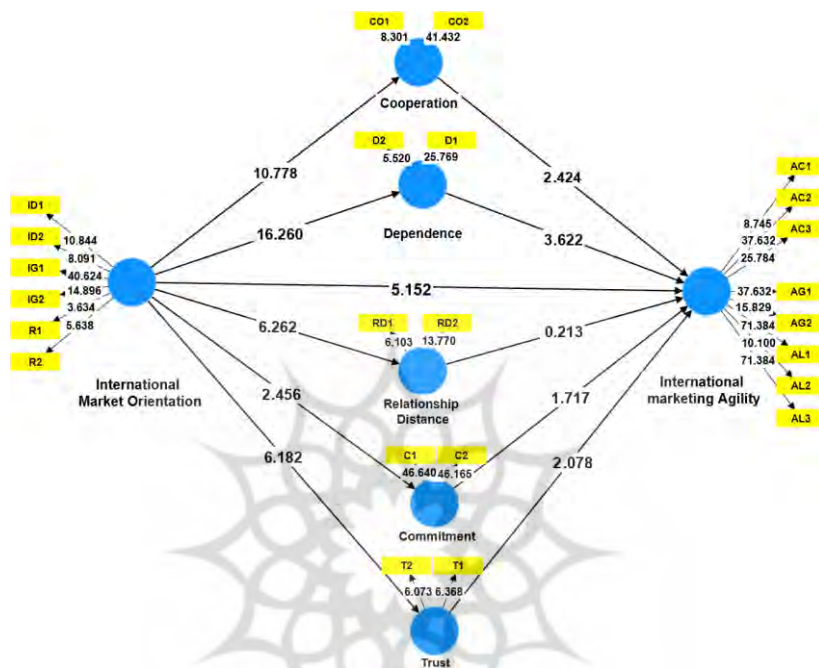 CO1 CO2
8.301 41.432
Cooperation
D2 D1
5.520 25.769
Dependence
10.778
16.260
5.152
6.262
2.456
6.182
2.424
3.622
0.213
1.717
2.078
ID1
ID2
IG1
IG2
R1
R2
10.844
8.091
40.624
14.896
3.634
5.638
International
Market Orientation
RD1 RD2
6.103 13.770
Relationship
Distance
C1 C2
46.640 46.165
Commitment
T2 T1
6.073 6.368
Trust
AC1
AC2
AC3
AG1
AG2
AL1
AL2
AL3
8.745
37.632
25.784
37.632
15.829
71.384
10.100
71.384
International
marketing Agility